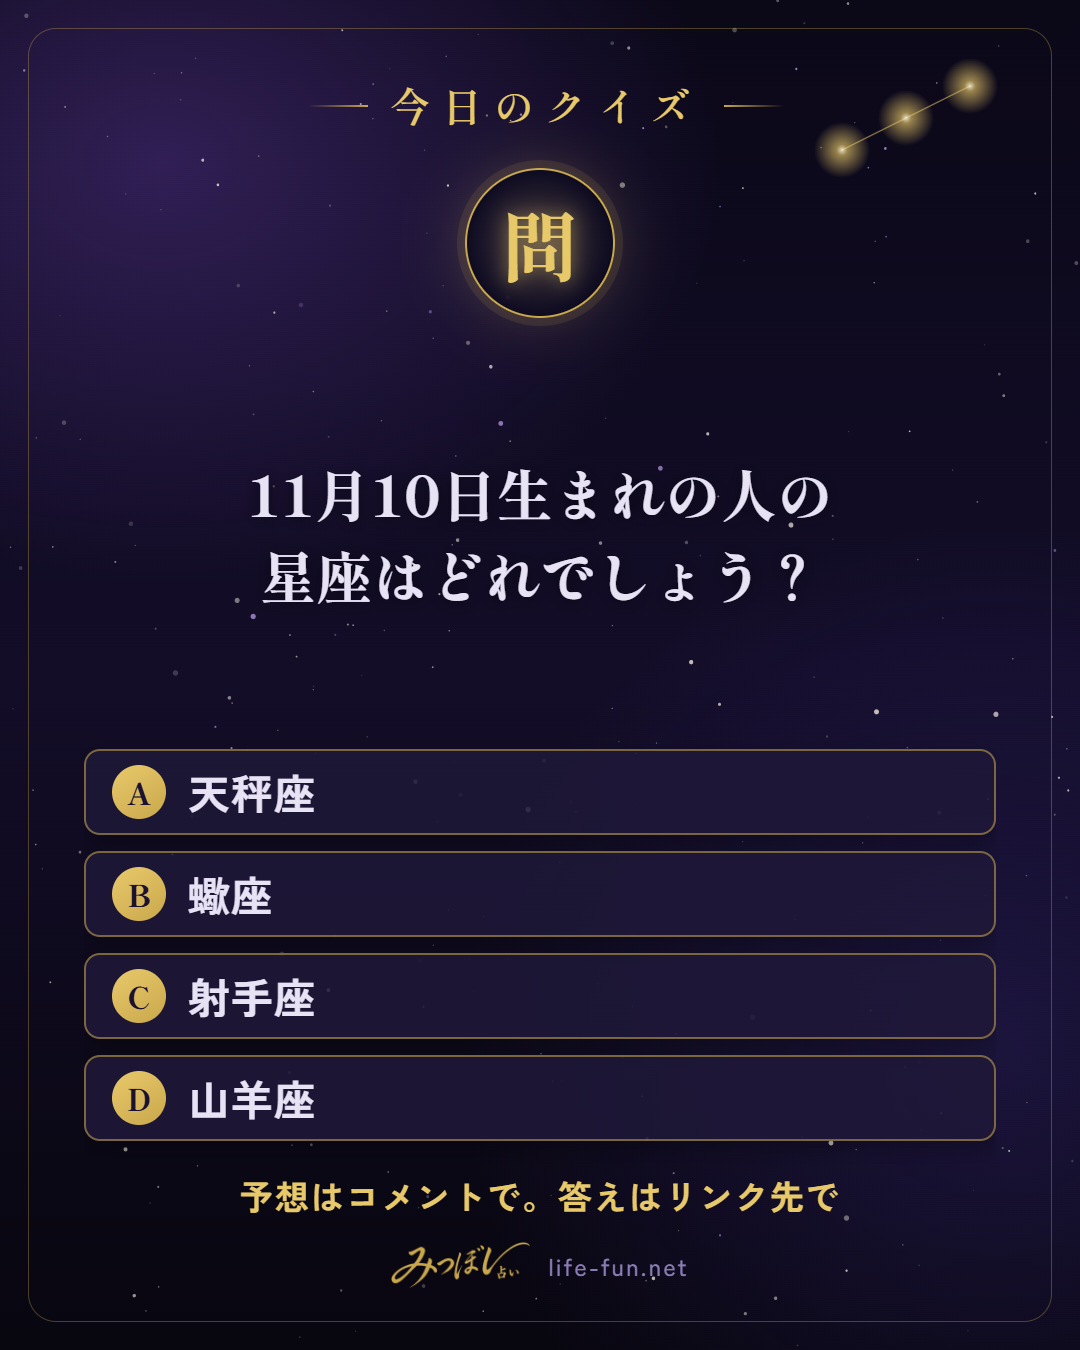 今日のクイズ
問
11月10日生まれの人の
星座はどれでしょう？
A 天秤座
B 蠍座
C 射手座
D 山羊座
予想はコメントで。答えはリンク先で
みつぼし占い life-fun.net